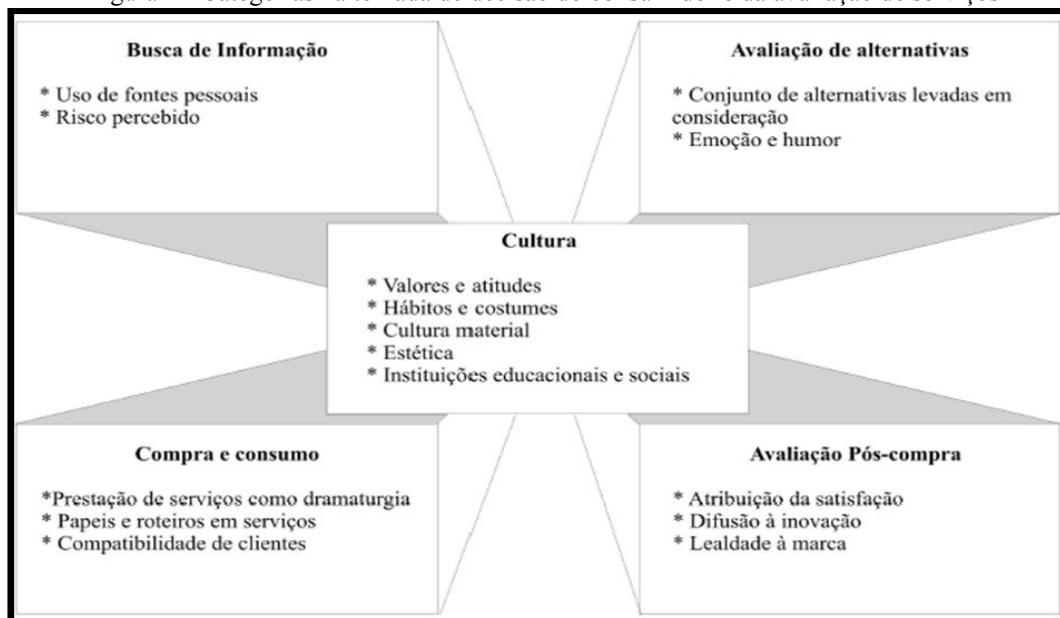 Busca de Informação
* Uso de fontes pessoais
* Risco percebido
Avaliação de alternativas
* Conjunto de alternativas levadas em
consideração
* Emoção e humor
Cultura
* Valores e atitudes
* Hábitos e costumes
* Cultura material
* Estética
* Instituições educacionais e sociais
Compra e consumo
*Prestação de serviços como dramaturgia
* Papeis e roteiros em serviços
* Compatibilidade de clientes
Avaliação Pós-compra
* Atribuição da satisfação
* Difusão à inovação
* Lealdade à marca